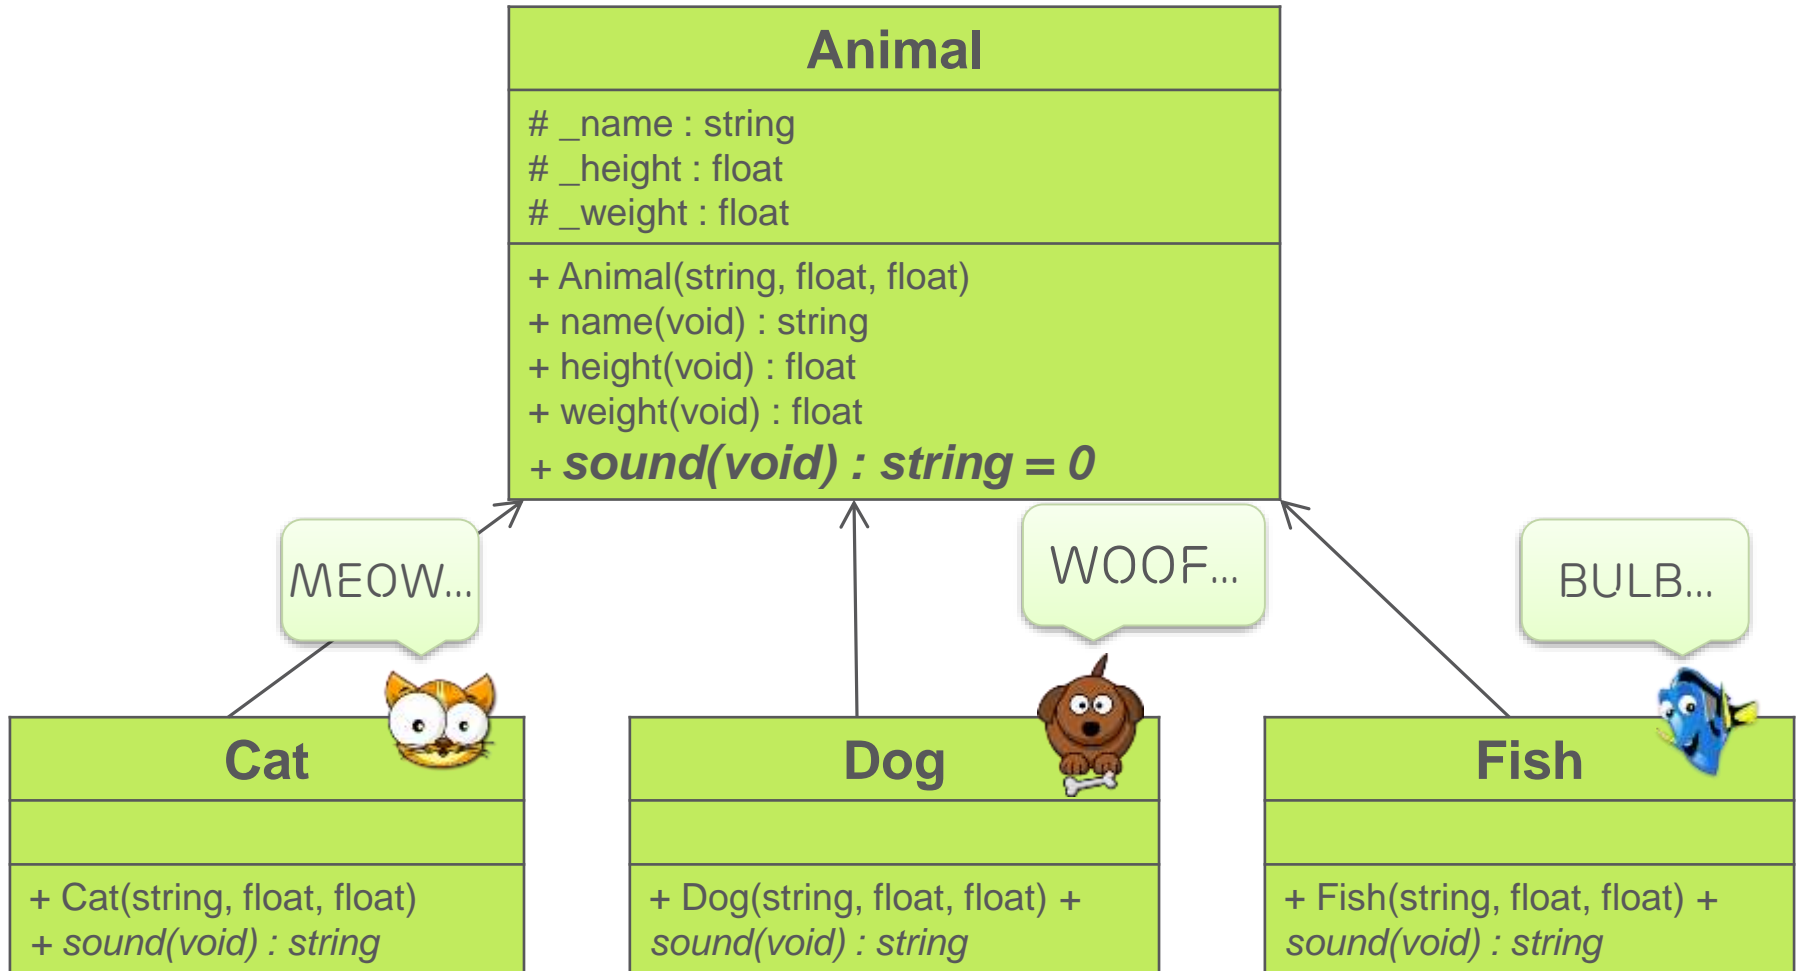 Animal
# _name : string
# _height : float
# _weight : float
+ Animal(string, float, float)
+ name(void) : string
+ height(void) : float
+ weight(void) : float
+ sound(void) : string = 0
MEOW...
WOOF...
BULB...
Cat
+ Cat(string, float, float)
+ sound(void) : string
Dog
+ Dog(string, float, float) +
sound(void) : string
Fish
+ Fish(string, float, float) +
sound(void) : string